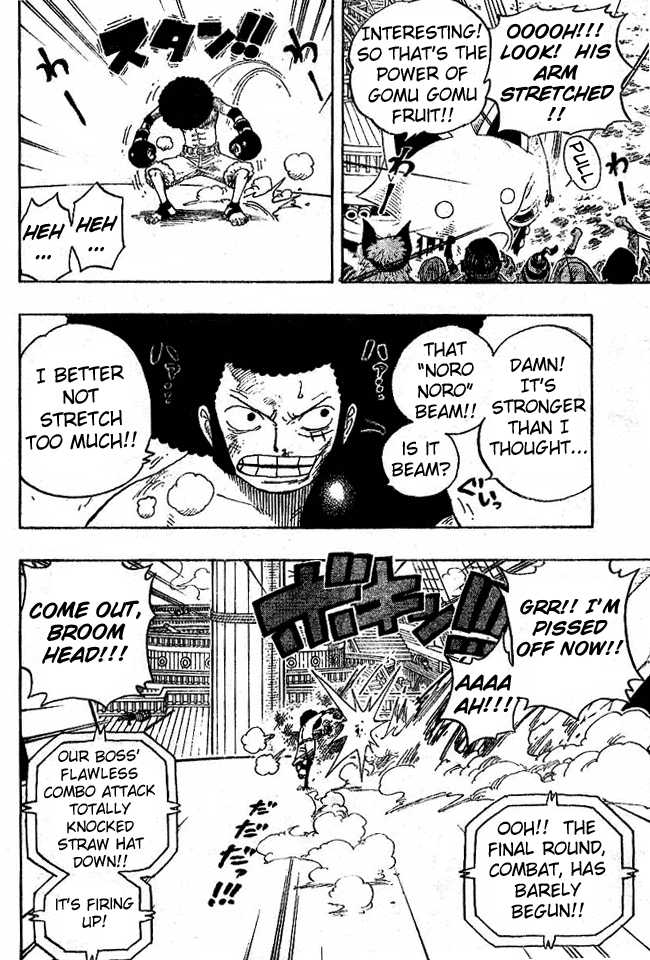 OOOOH!!!
LOOK! HIS
ARM
STRETCHED
!!
INTERESTING!
SO THAT'S THE
POWER OF
GOMU GOMU
FRUIT!!
PULL
わー
わー
スタン!!
わー
わー
HEH
...
HEH
...
DAMN!
IT'S
STRONGER
THAN I
THOUGHT...
THAT
"NORO
NORO"
BEAM!!
IS IT
BEAM?
ぐいっ
ハァ…
ハァ…
I BETTER
NOT
STRETCH
TOO MUCH!!
GRR!! I'M
PISSED
OFF NOW!!
AAAA
AH!!!
ボキン!!!
COME OUT,
BROOM
HEAD!!!
OUR BOSS'
FLAWLESS
COMBO ATTACK
TOTALLY
KNOCKED
STRAW HAT
DOWN!!
IT'S FIRING
UP!
だだだっ!!!
OOH!! THE
FINAL ROUND,
COMBAT, HAS
BARELY
BEGUN!!